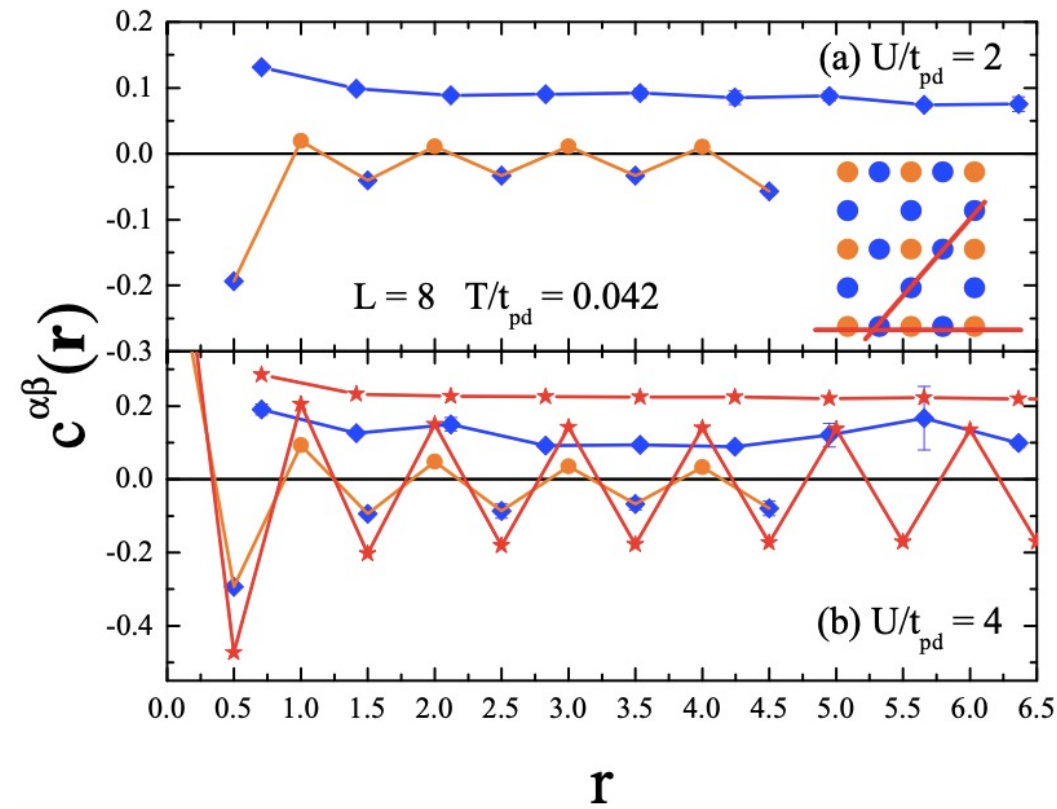 0.2
(a) U/t_pd = 2
0.1
0.0
-0.1
-0.2
L = 8 T/t_pd = 0.042
-0.3
c^αβ(r)
0.2
0.0
-0.2
-0.4
(b) U/t_pd = 4
0.0 0.5 1.0 1.5 2.0 2.5 3.0 3.5 4.0 4.5 5.0 5.5 6.0 6.5
r